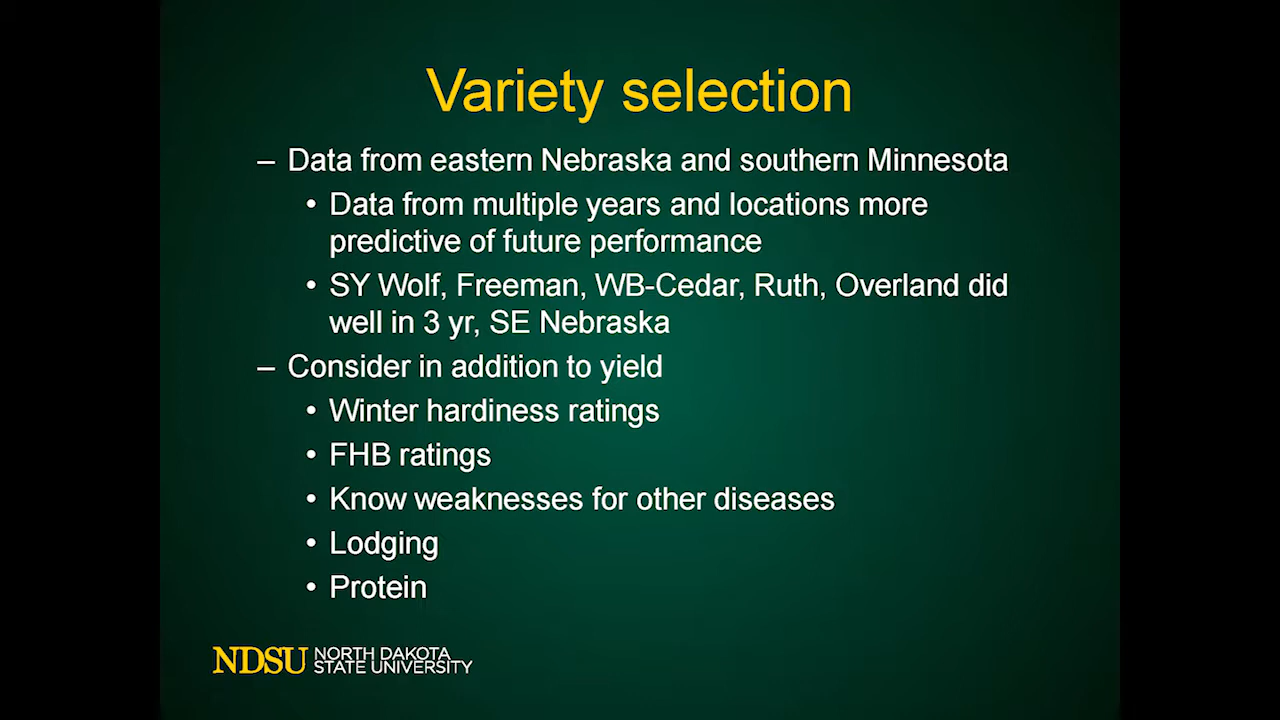 Variety selection
– Data from eastern Nebraska and southern Minnesota
• Data from multiple years and locations more
predictive of future performance
• SY Wolf, Freeman, WB-Cedar, Ruth, Overland did
well in 3 yr, SE Nebraska
– Consider in addition to yield
• Winter hardiness ratings
• FHB ratings
• Know weaknesses for other diseases
• Lodging
• Protein
NDSU NORTH DAKOTA
STATE UNIVERSITY